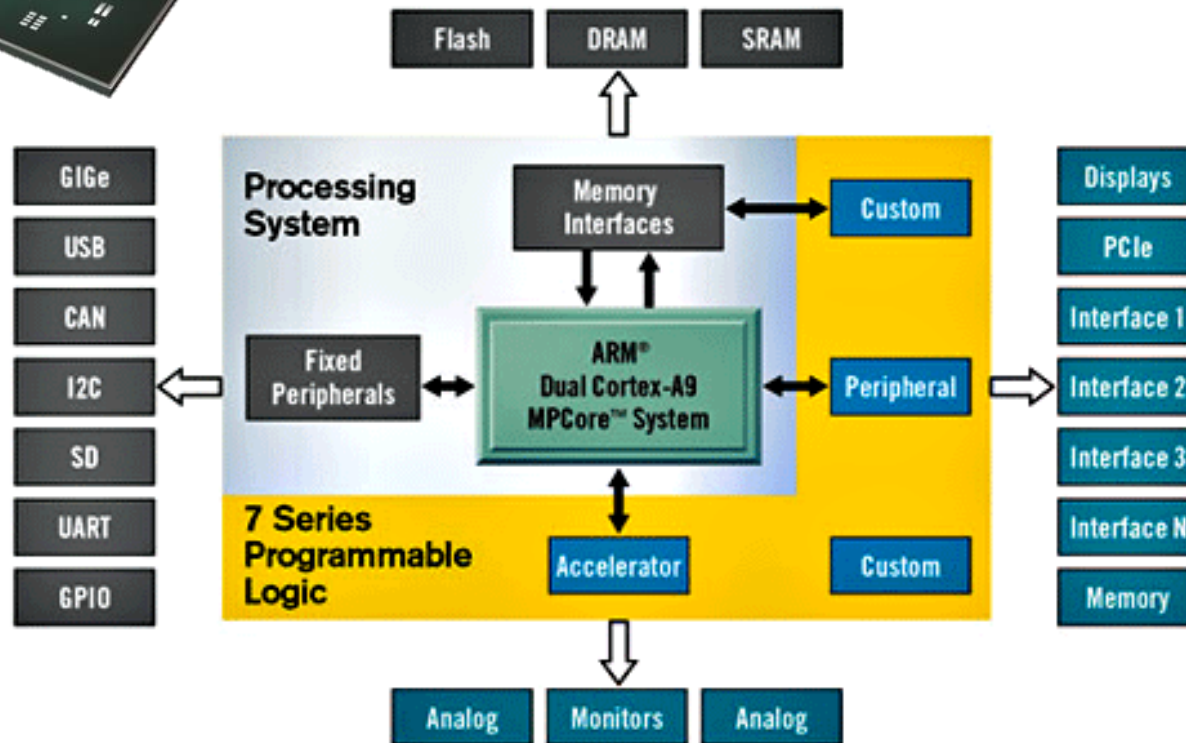 Flash
DRAM
SRAM
GIGe
USB
CAN
I2C
SD
UART
GPIO
Processing
System
Memory
Interfaces
Custom
Fixed
Peripherals
ARM®
Dual Cortex-A9
MPCore™ System
Peripheral
7 Series
Programmable
Logic
Accelerator
Custom
Displays
PCIe
Interface 1
Interface 2
Interface 3
Interface N
Memory
Analog
Monitors
Analog